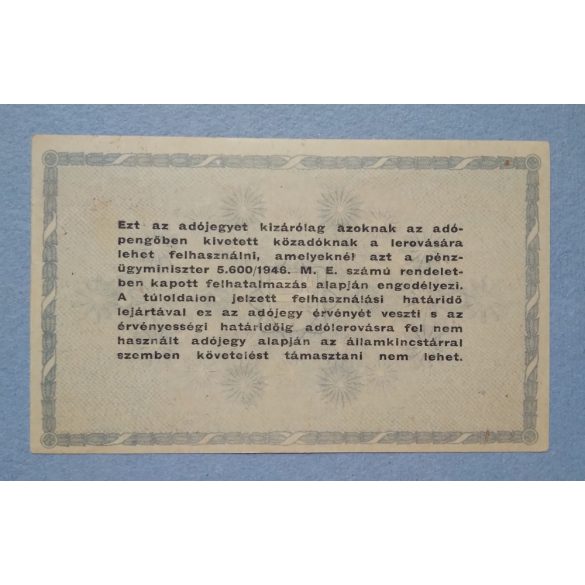 Ezt az adójegyet kizárólag azoknak az adó-
pengőben kivetett közadóknak a lerovására
lehet felhasználni, amelyeknél azt a pénz-
ügyminiszter 5.600/1946. M. E. számú rendelet-
ben kapott felhatalmazás alapján engedélyezi.
A túloldalon jelzett felhasználási határidő
lejártával ez az adójegy érvényét veszti s az
érvényességi határidőig adólerovásra fel nem
használt adójegy alapján az államkincstárral
szemben követelést támasztani nem lehet.